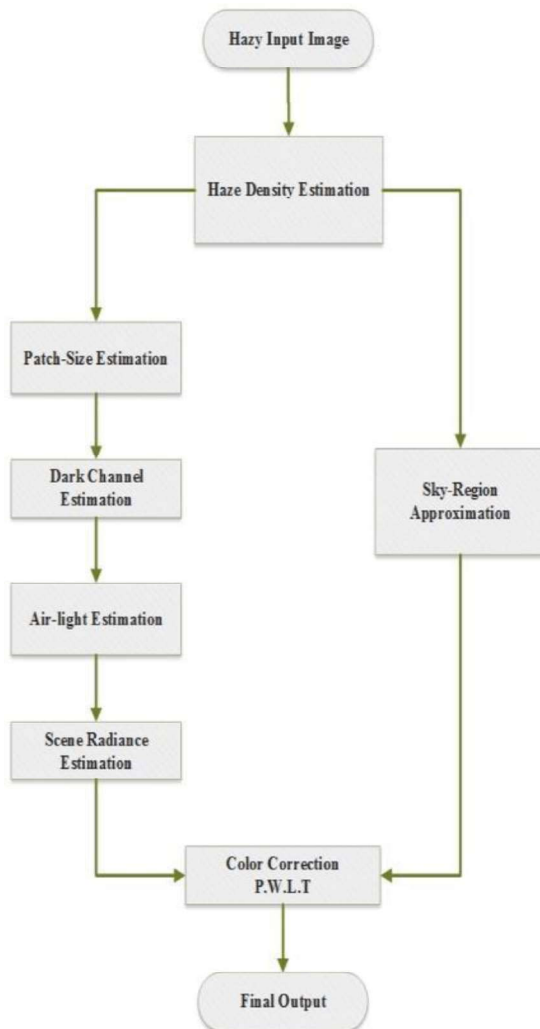 Hazy Input Image
Haze Density Estimation
Patch-Size Estimation
Dark Channel
Estimation
Sky-Region
Approximation
Air-light Estimation
Scene Radiance
Estimation
Color Correction
P.W.L.T
Final Output